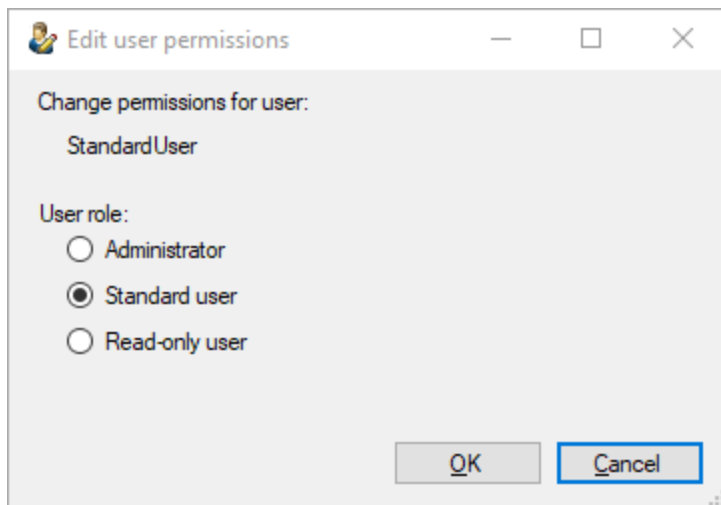 Edit user permissions
Change permissions for user:
StandardUser
User role:
Administrator
Standard user
Read-only user
OK
Cancel